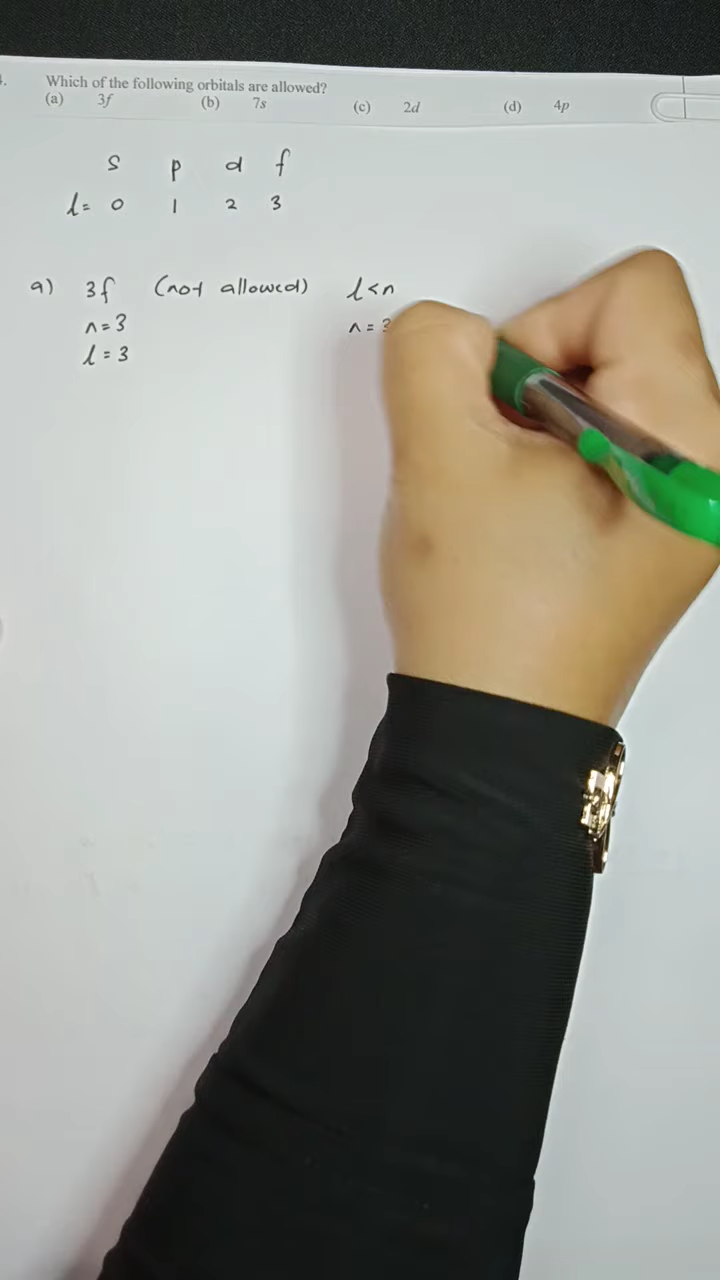 Which of the following orbitals are allowed?
(a) 3f (b) 7s (c) 2d (d) 4p
s p d f
l = 0 1 2 3
a) 3f (not allowed) l<n
n=3 n=3
l=3